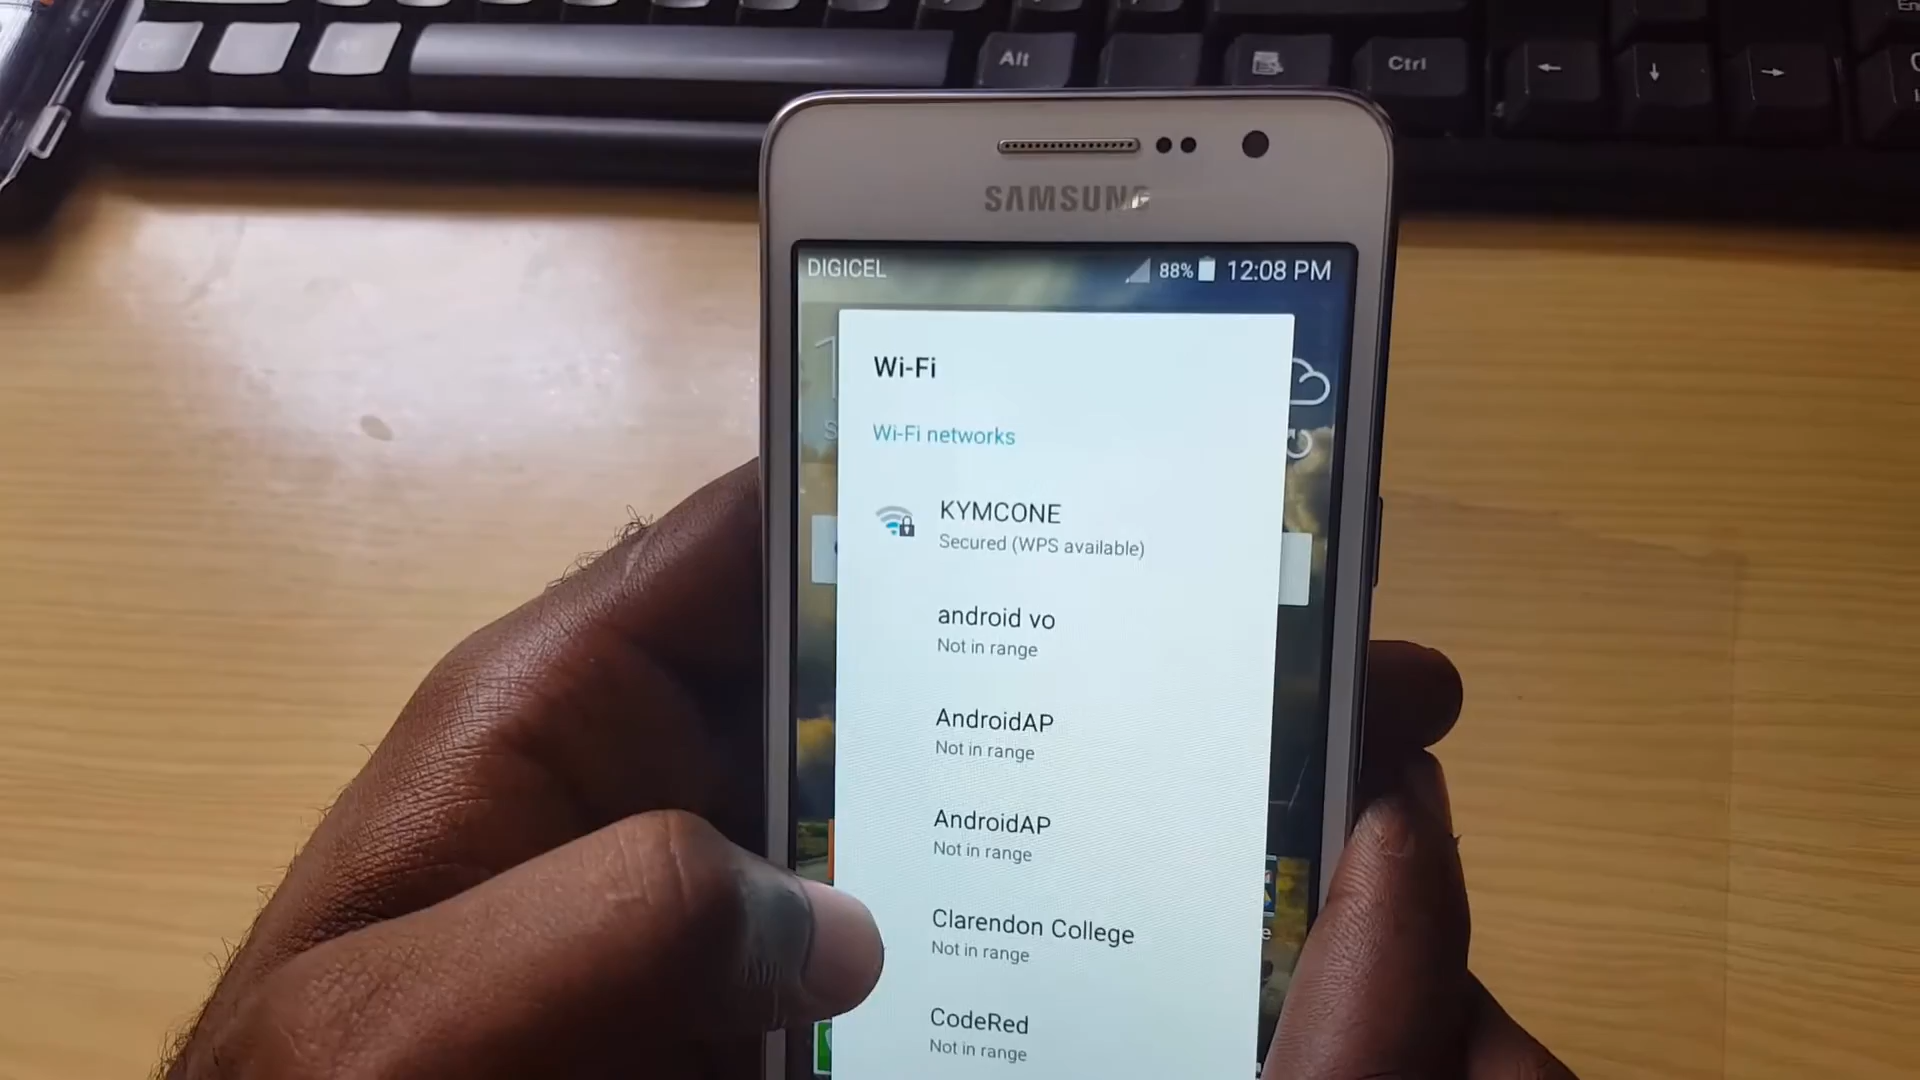 Alt
Ctrl
SAMSUNG
DIGICEL
88%
12:08 PM
Wi-Fi
Wi-Fi networks
KYMCONE
Secured (WPS available)
android vo
Not in range
AndroidAP
Not in range
AndroidAP
Not in range
Clarendon College
Not in range
CodeRed
Not in range